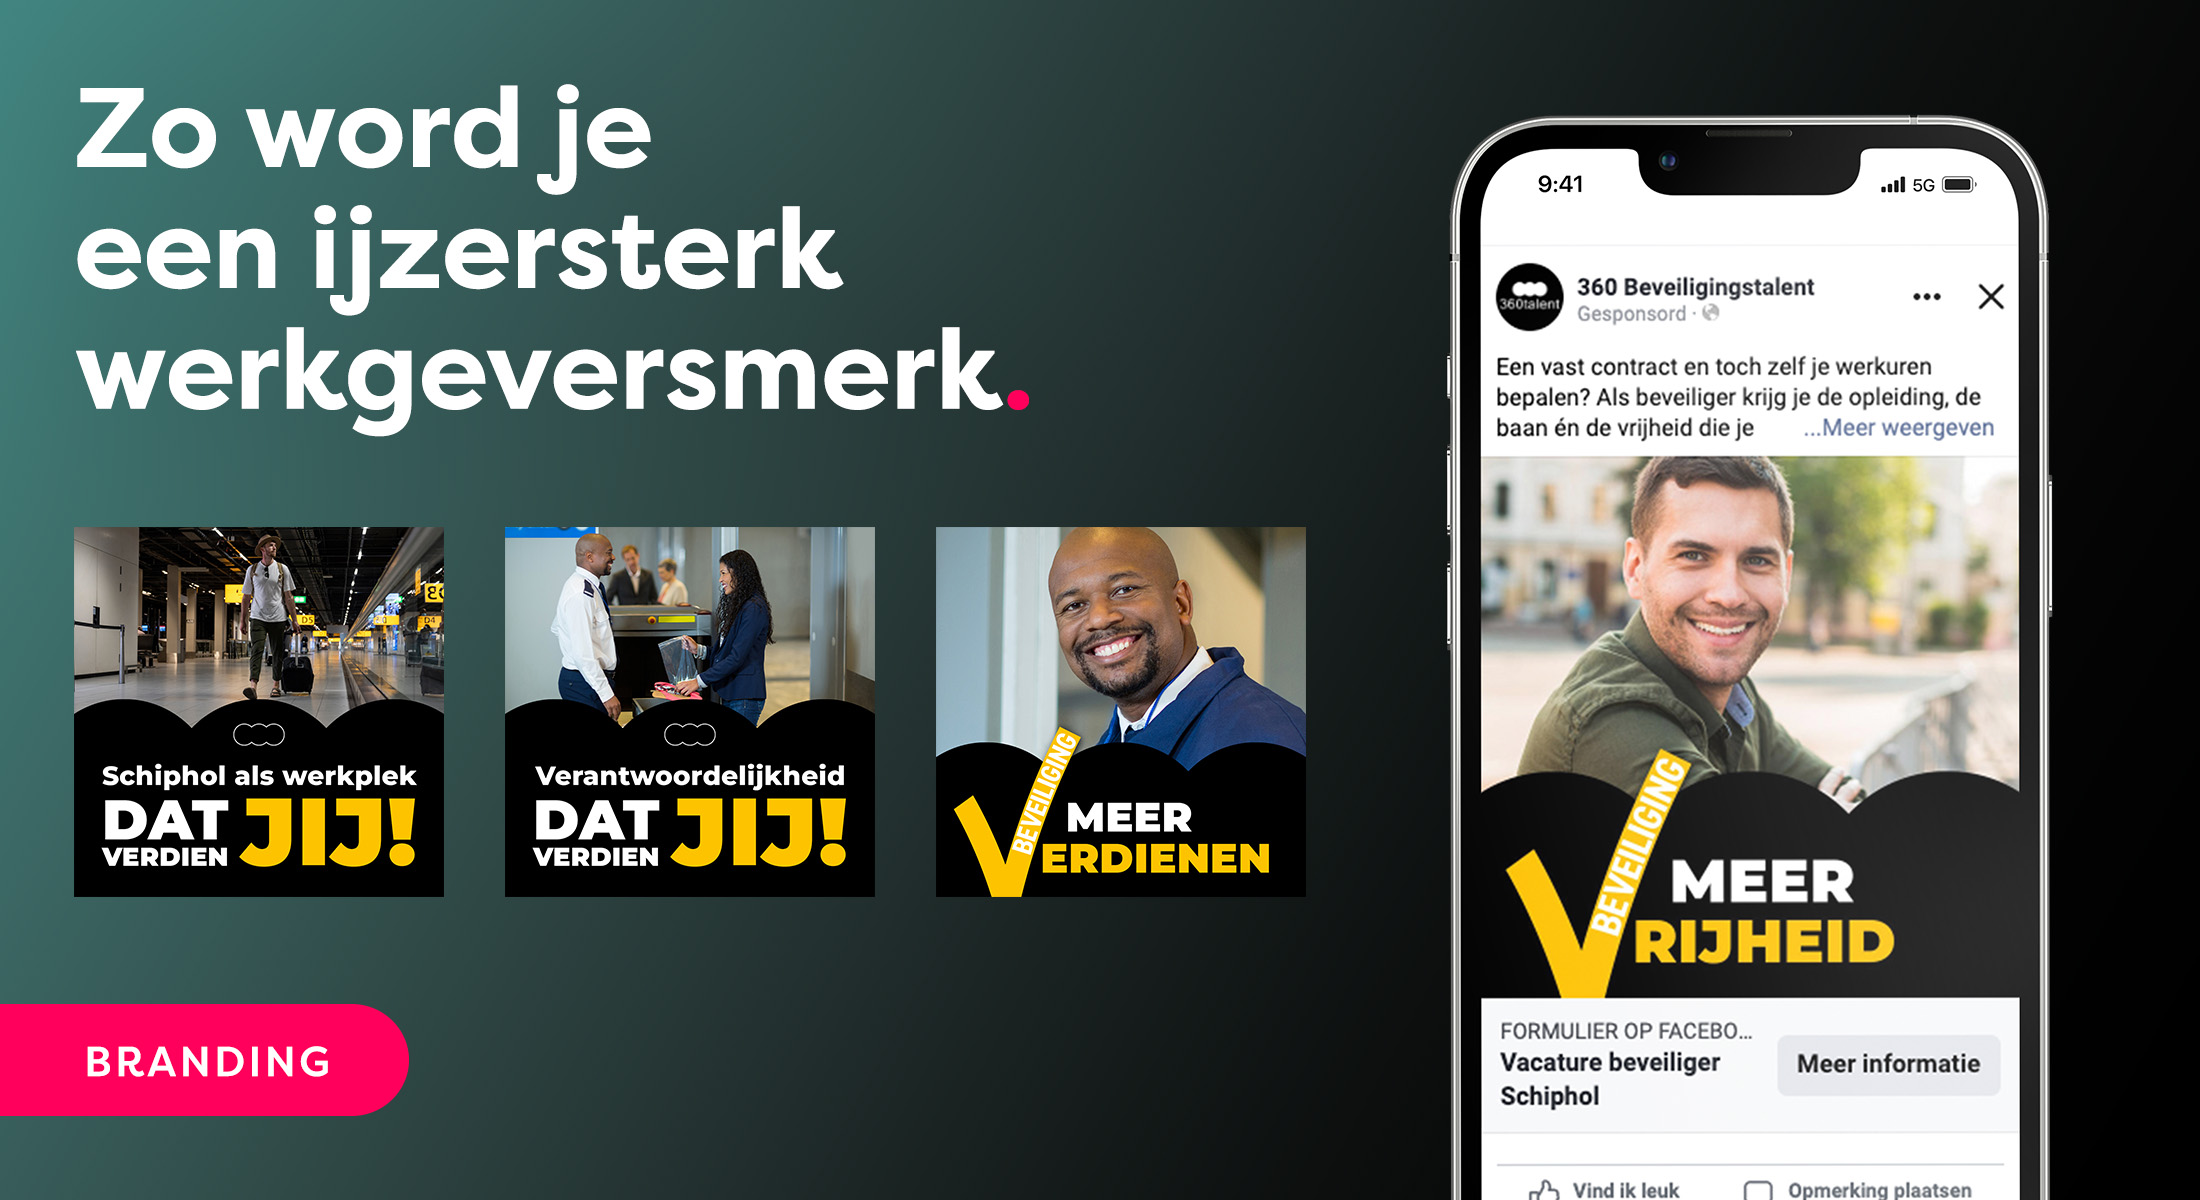 Zo word je
een ijzersterk
werkgeversmerk.
D5
D4
Schiphol als werkplek
DAT
VERDIEN
JIJ!
Verantwoordelijkheid
DAT
VERDIEN
JIJ!
BEVEILIGING
MEER
VERDIENEN
BRANDING
9:41
5G
360talent
360 Beveiligingstalent
Gesponsord ·
Een vast contract en toch zelf je werkuren
bepalen? Als beveiliger krijg je de opleiding, de
baan én de vrijheid die je ...Meer weergeven
BEVEILIGING
MEER
VRIJHEID
FORMULIER OP FACEBO...
Vacature beveiliger
Schiphol
Meer informatie
Vind ik leuk
Opmerking plaatsen